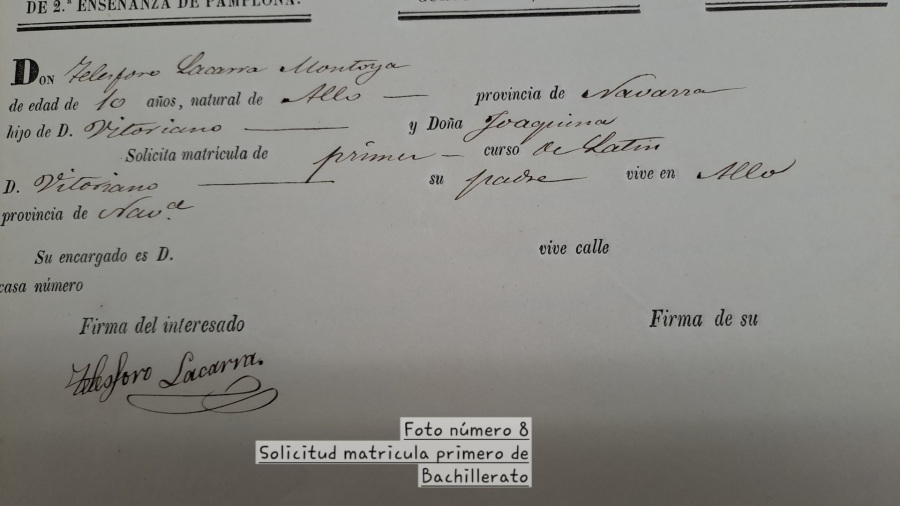 DE 2.ª ENSEÑANZA DE PAMPLONA.
DON Telesforo Lacarra Montoya
de edad de 10 años, natural de Allo — provincia de Navarra
hijo de D. Vitoriano — y Doña Joaquina
Solicita matricula de primer — curso de Latin
D. Vitoriano — su padre vive en Allo
provincia de Nav.ª
Su encargado es D. vive calle
casa número
Firma del interesado Firma de su
Telesforo Lacarra.
Foto número 8
Solicitud matricula primero de
Bachillerato